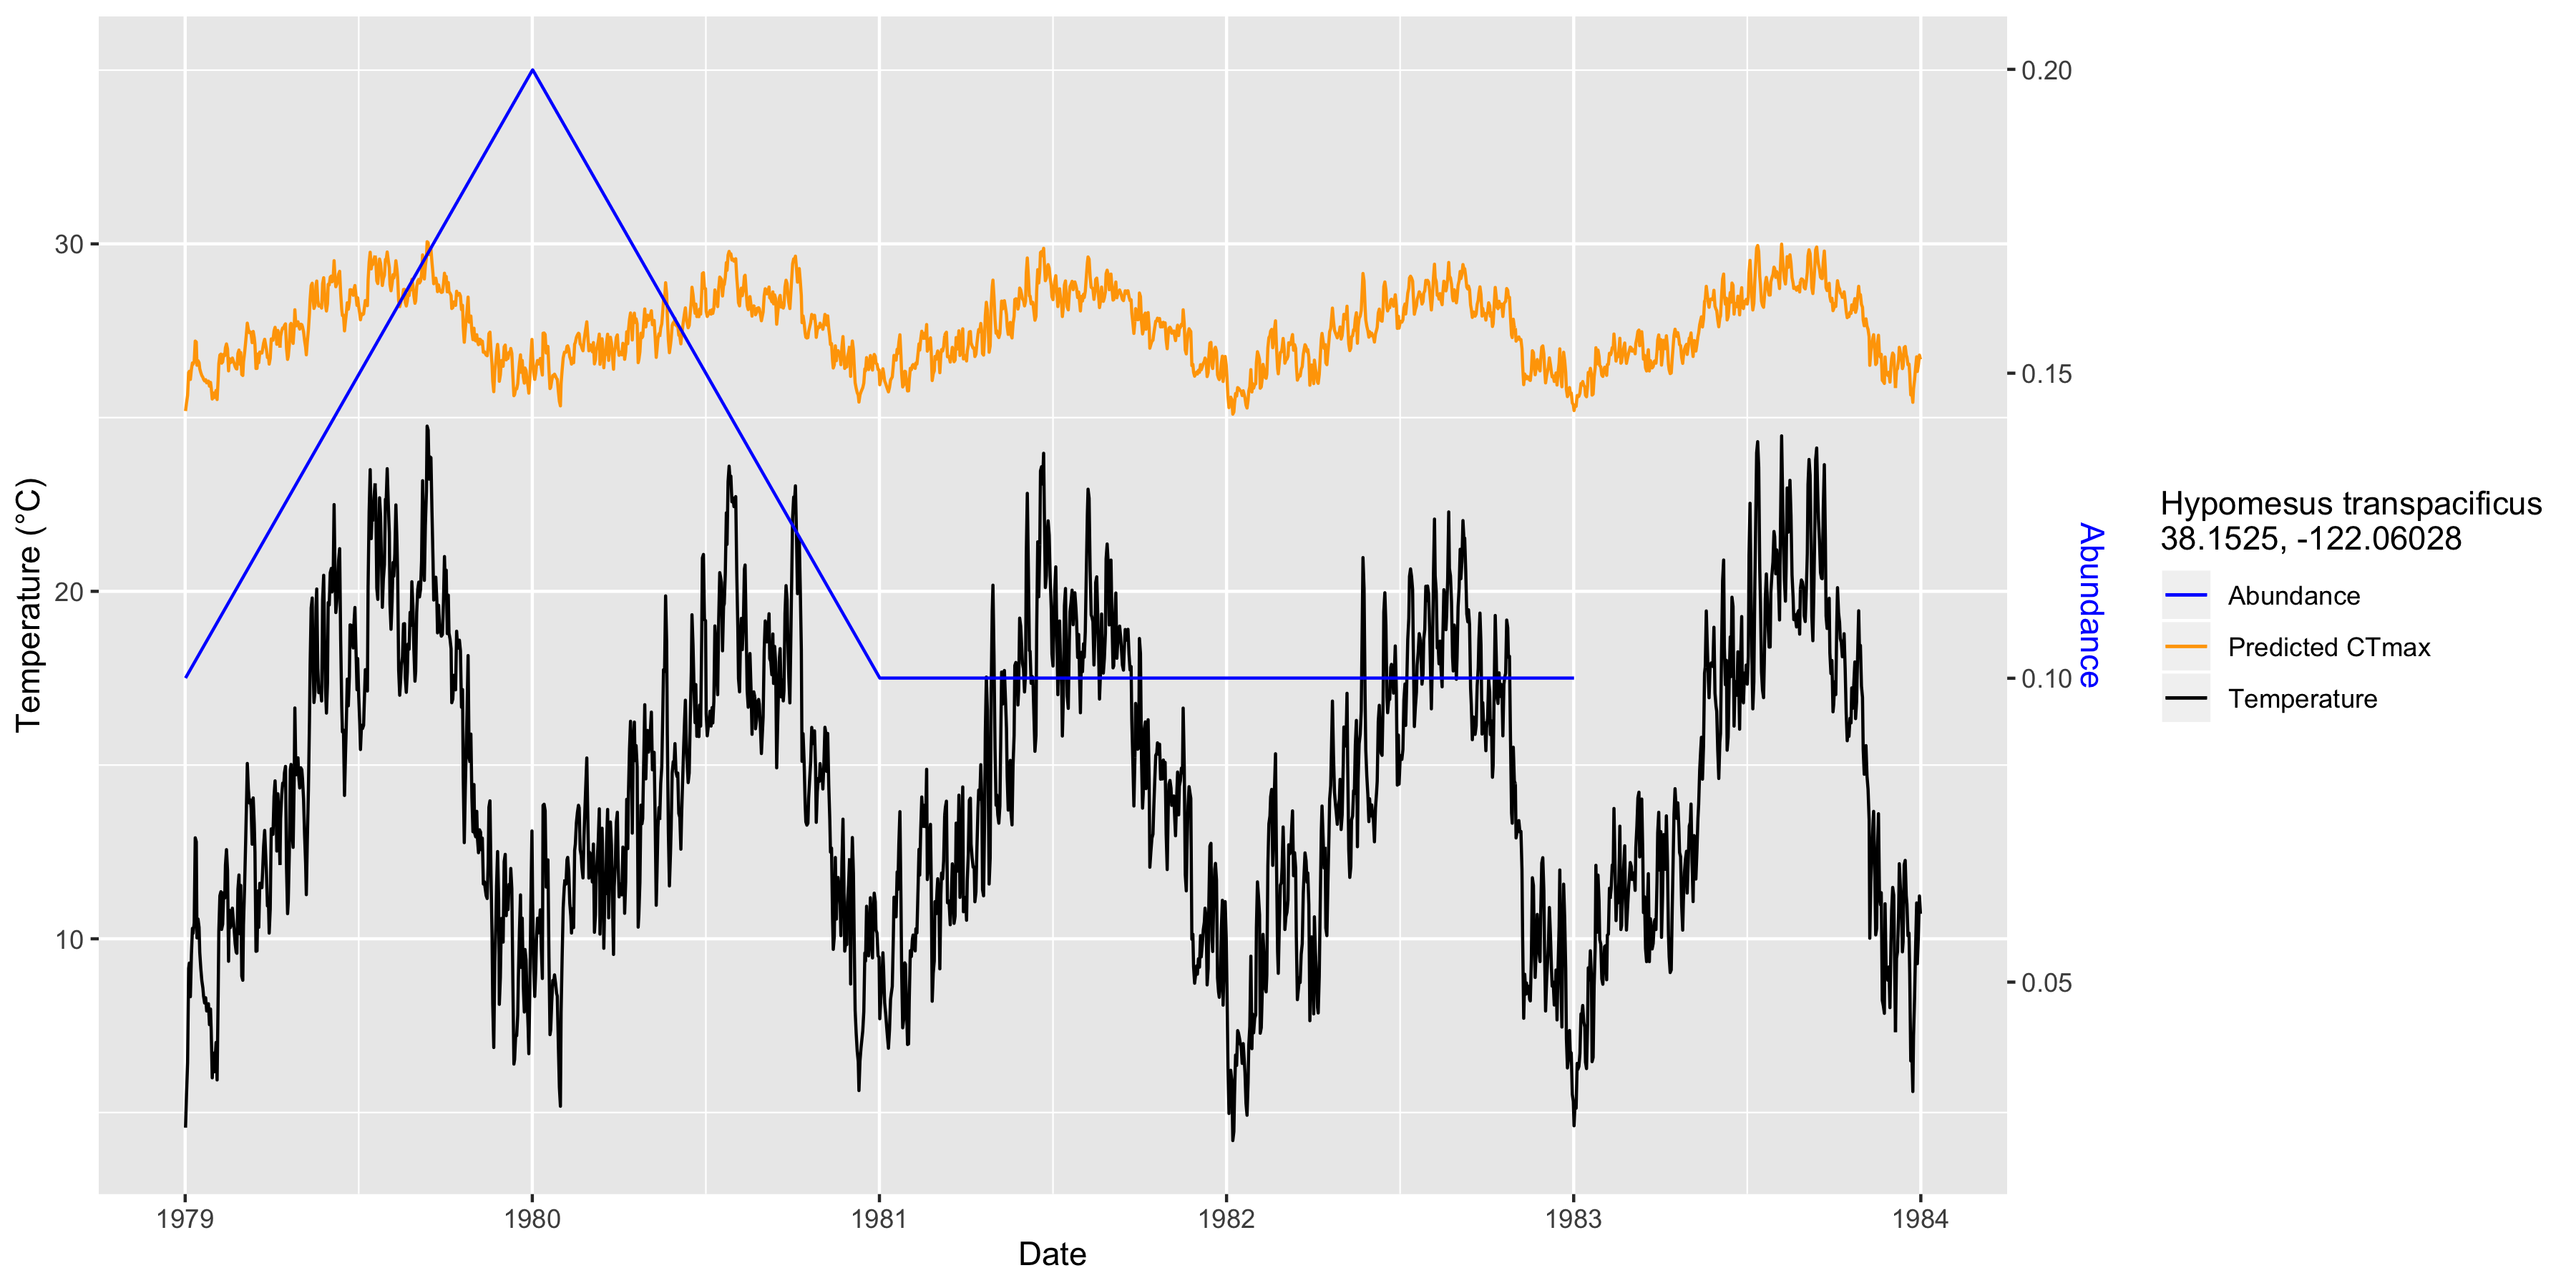 Temperature (°C)
30
20
10
1979
1980
1981
1982
1983
1984
Date
0.20
0.15
0.10
0.05
Abundance
Hypomesus transpacificus
38.1525, -122.06028
Abundance
Predicted CTmax
Temperature